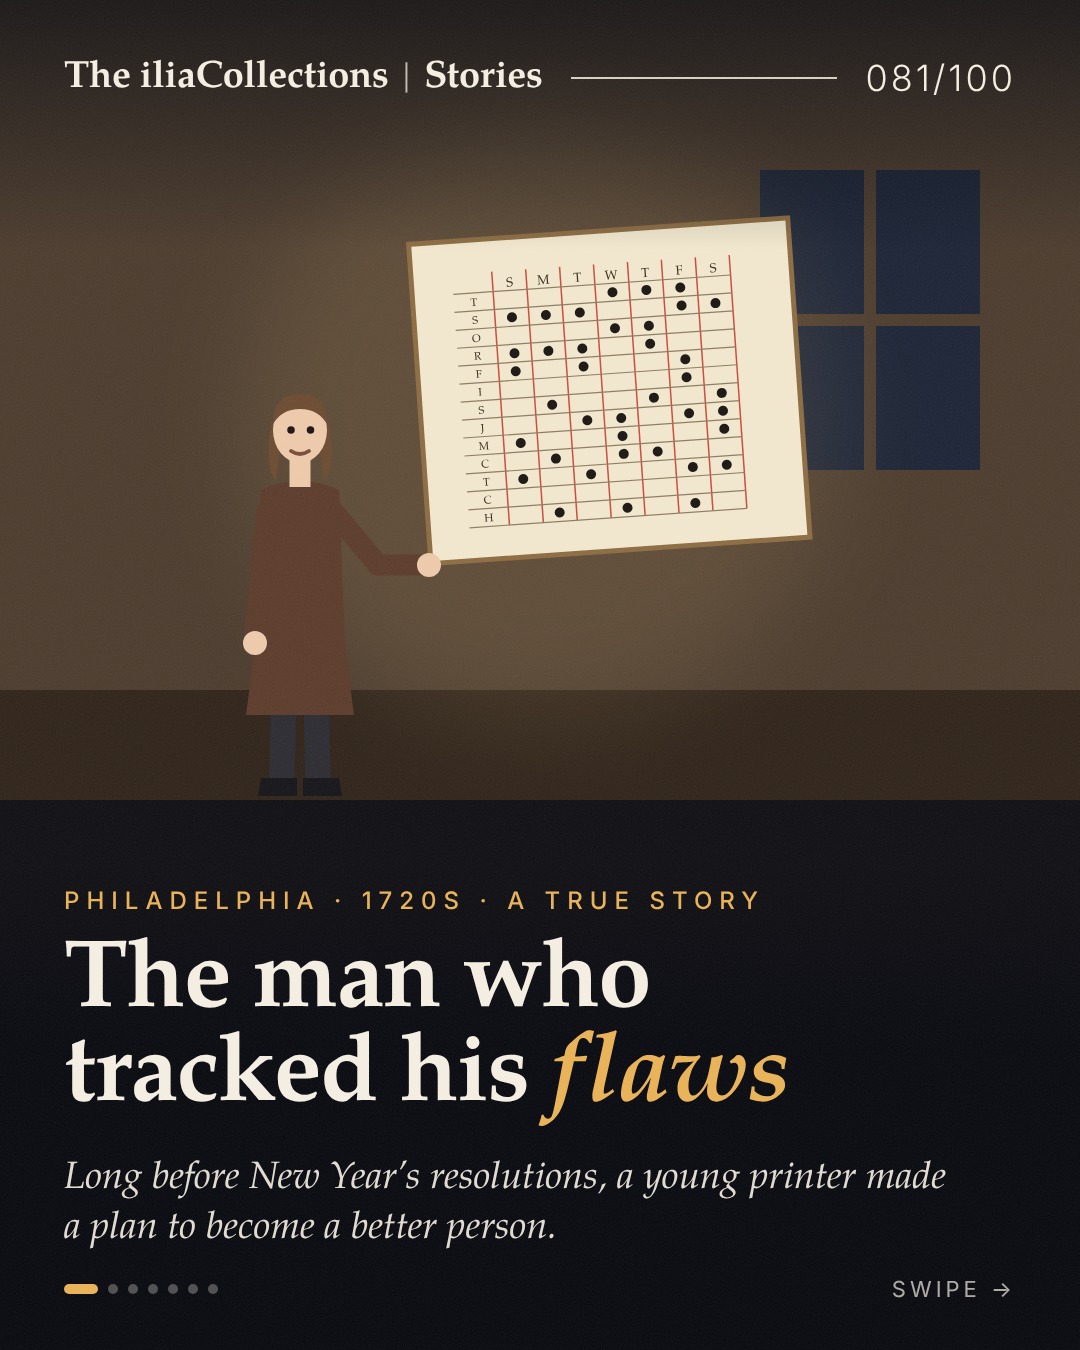 The iliaCollections | Stories 081/100
S M T W T F S
T
S
O
R
F
I
S
J
M
C
T
C
H
PHILADELPHIA · 1720S · A TRUE STORY
The man who
tracked his flaws
Long before New Year’s resolutions, a young printer made
a plan to become a better person.
SWIPE →